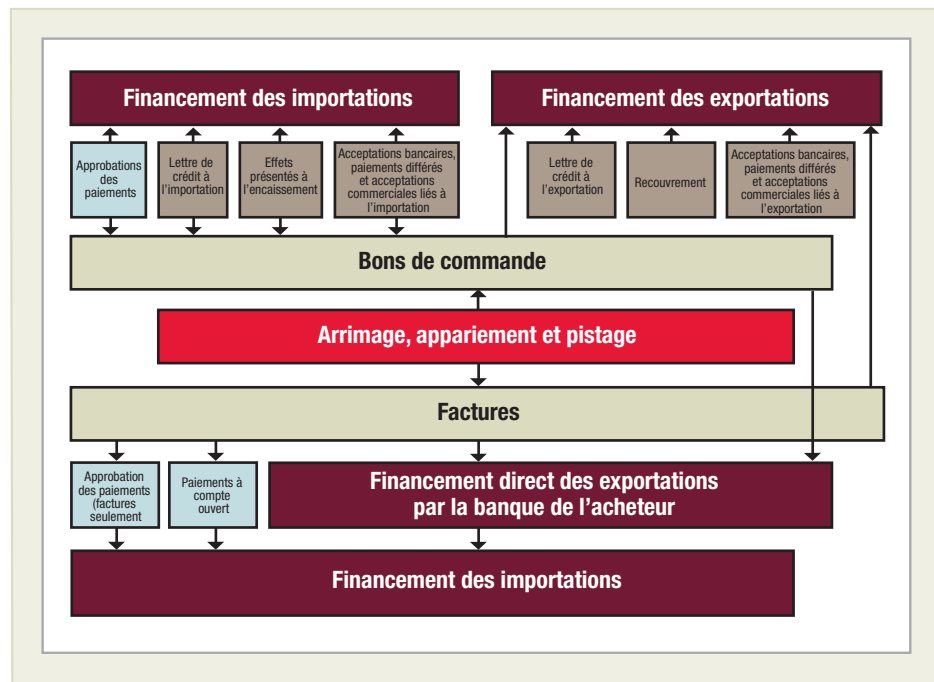 Financement des importations
Financement des exportations
Approbations
des
paiements
Lettre de
crédit à
l’importation
Effets
présentés à
l’encaissement
Acceptations bancaires,
paiements différés
et acceptations
commerciales liés à
l’importation
Lettre de
crédit à
l’exportation
Recouvrement
Acceptations bancaires,
paiements différés
et acceptations
commerciales liés à
l’exportation
Bons de commande
Arrimage, appariement et pistage
Factures
Approbation
des paiements
(factures
seulement
Paiements à
compte
ouvert
Financement direct des exportations
par la banque de l’acheteur
Financement des importations